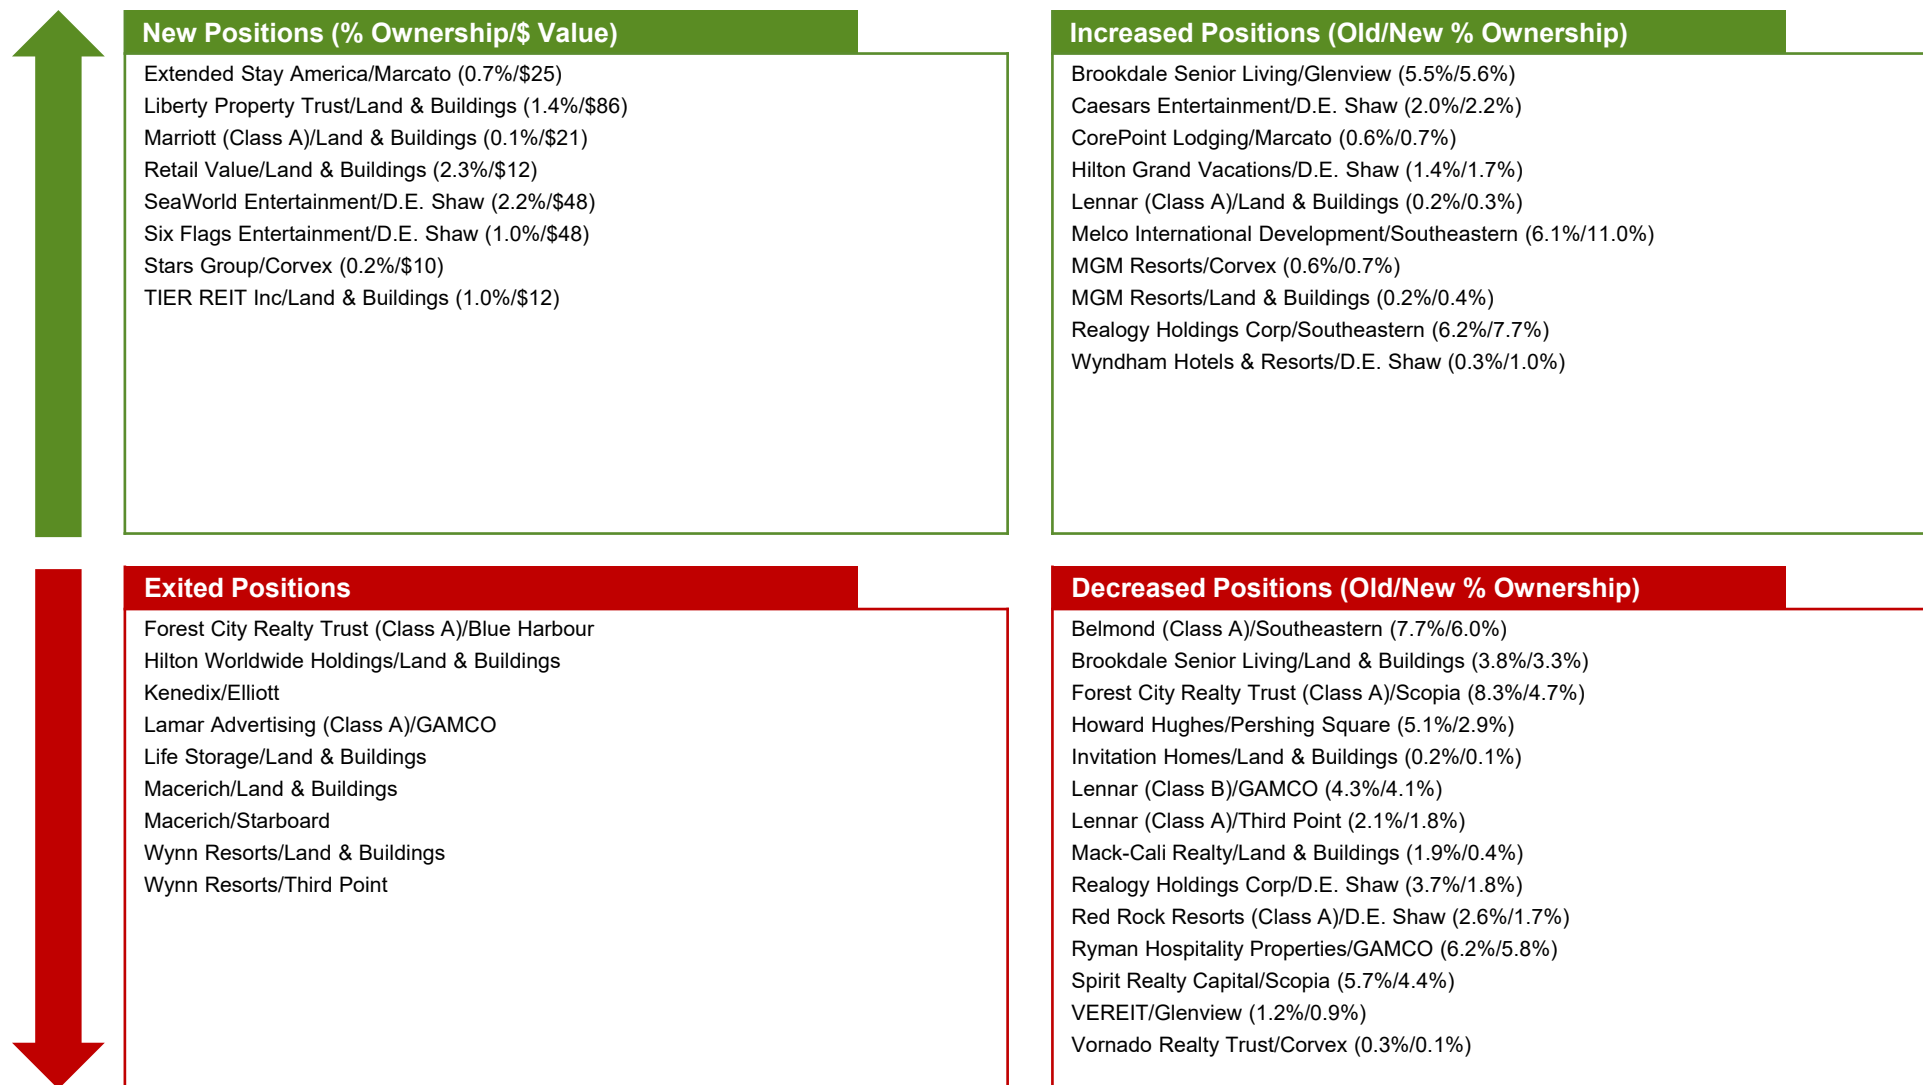 New Positions (% Ownership/$ Value)
Extended Stay America/Marcato (0.7%/$25)
Liberty Property Trust/Land & Buildings (1.4%/$86)
Marriott (Class A)/Land & Buildings (0.1%/$21)
Retail Value/Land & Buildings (2.3%/$12)
SeaWorld Entertainment/D.E. Shaw (2.2%/$48)
Six Flags Entertainment/D.E. Shaw (1.0%/$48)
Stars Group/Corvex (0.2%/$10)
TIER REIT Inc/Land & Buildings (1.0%/$12)
Increased Positions (Old/New % Ownership)
Brookdale Senior Living/Glenview (5.5%/5.6%)
Caesars Entertainment/D.E. Shaw (2.0%/2.2%)
CorePoint Lodging/Marcato (0.6%/0.7%)
Hilton Grand Vacations/D.E. Shaw (1.4%/1.7%)
Lennar (Class A)/Land & Buildings (0.2%/0.3%)
Melco International Development/Southeastern (6.1%/11.0%)
MGM Resorts/Corvex (0.6%/0.7%)
MGM Resorts/Land & Buildings (0.2%/0.4%)
Realogy Holdings Corp/Southeastern (6.2%/7.7%)
Wyndham Hotels & Resorts/D.E. Shaw (0.3%/1.0%)
Exited Positions
Forest City Realty Trust (Class A)/Blue Harbour
Hilton Worldwide Holdings/Land & Buildings
Kenedix/Elliott
Lamar Advertising (Class A)/GAMCO
Life Storage/Land & Buildings
Macerich/Land & Buildings
Macerich/Starboard
Wynn Resorts/Land & Buildings
Wynn Resorts/Third Point
Decreased Positions (Old/New % Ownership)
Belmond (Class A)/Southeastern (7.7%/6.0%)
Brookdale Senior Living/Land & Buildings (3.8%/3.3%)
Forest City Realty Trust (Class A)/Scopia (8.3%/4.7%)
Howard Hughes/Pershing Square (5.1%/2.9%)
Invitation Homes/Land & Buildings (0.2%/0.1%)
Lennar (Class B)/GAMCO (4.3%/4.1%)
Lennar (Class A)/Third Point (2.1%/1.8%)
Mack-Cali Realty/Land & Buildings (1.9%/0.4%)
Realogy Holdings Corp/D.E. Shaw (3.7%/1.8%)
Red Rock Resorts (Class A)/D.E. Shaw (2.6%/1.7%)
Ryman Hospitality Properties/GAMCO (6.2%/5.8%)
Spirit Realty Capital/Scopia (5.7%/4.4%)
VEREIT/Glenview (1.2%/0.9%)
Vornado Realty Trust/Corvex (0.3%/0.1%)